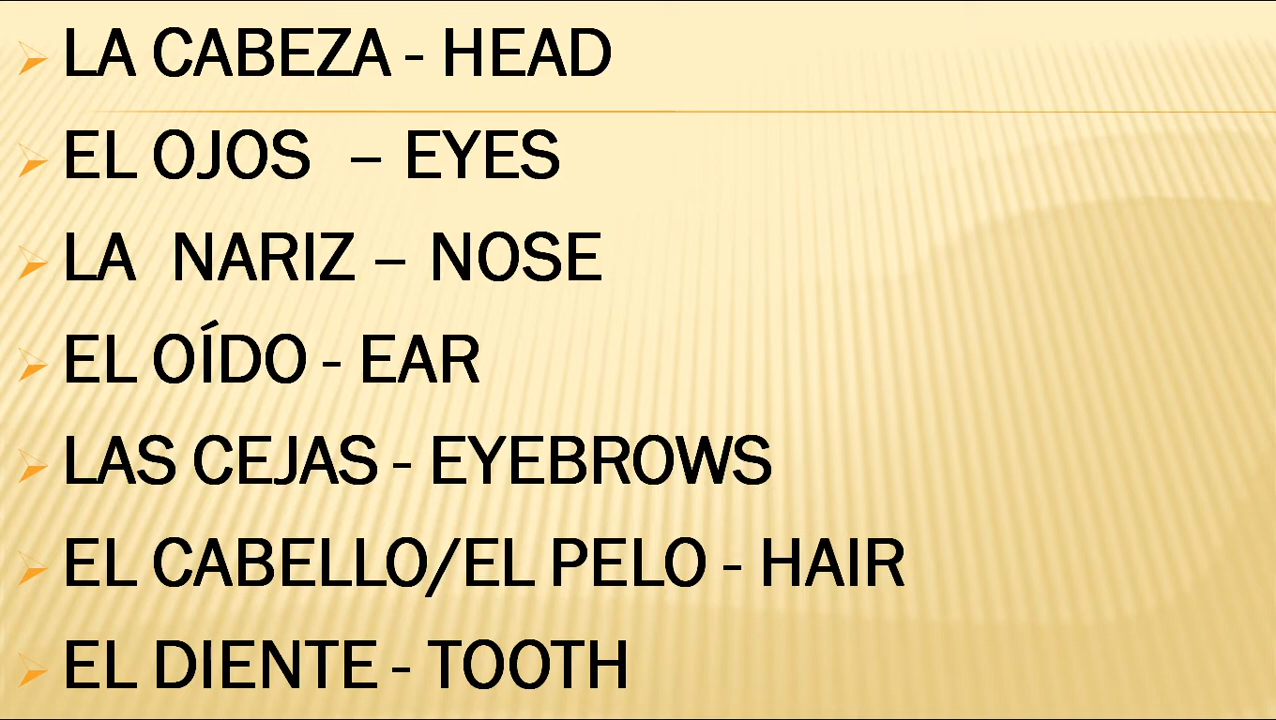 LA CABEZA - HEAD
EL OJOS – EYES
LA NARIZ – NOSE
EL OÍDO - EAR
LAS CEJAS - EYEBROWS
EL CABELLO/EL PELO - HAIR
EL DIENTE - TOOTH